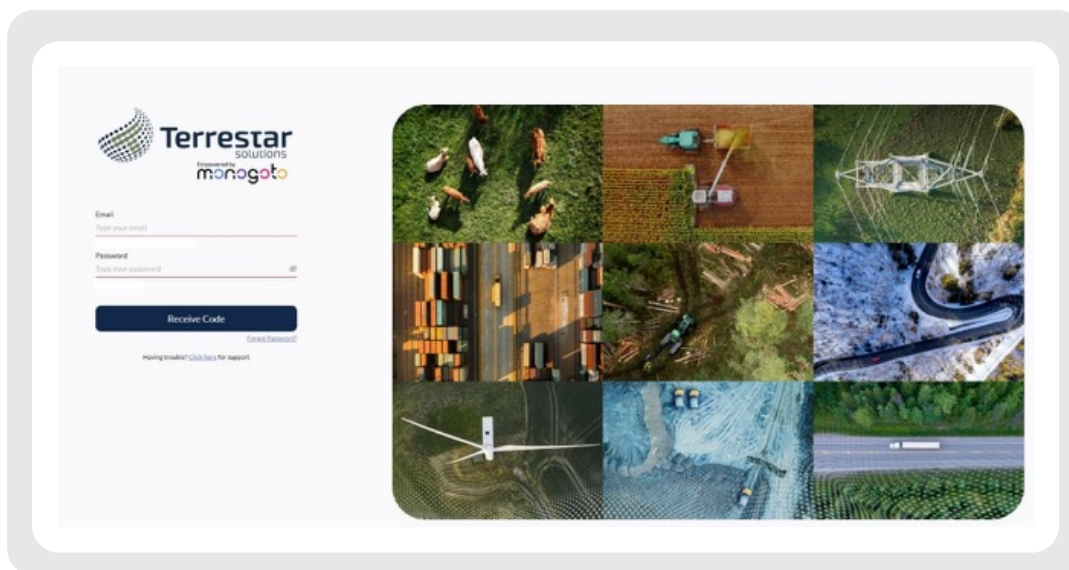 Terrestar
solutions
Empowered by
monogoto
Email
Type your email
Password
Type your password
Receive Code
Forgot Password?
Having trouble? Click here for support